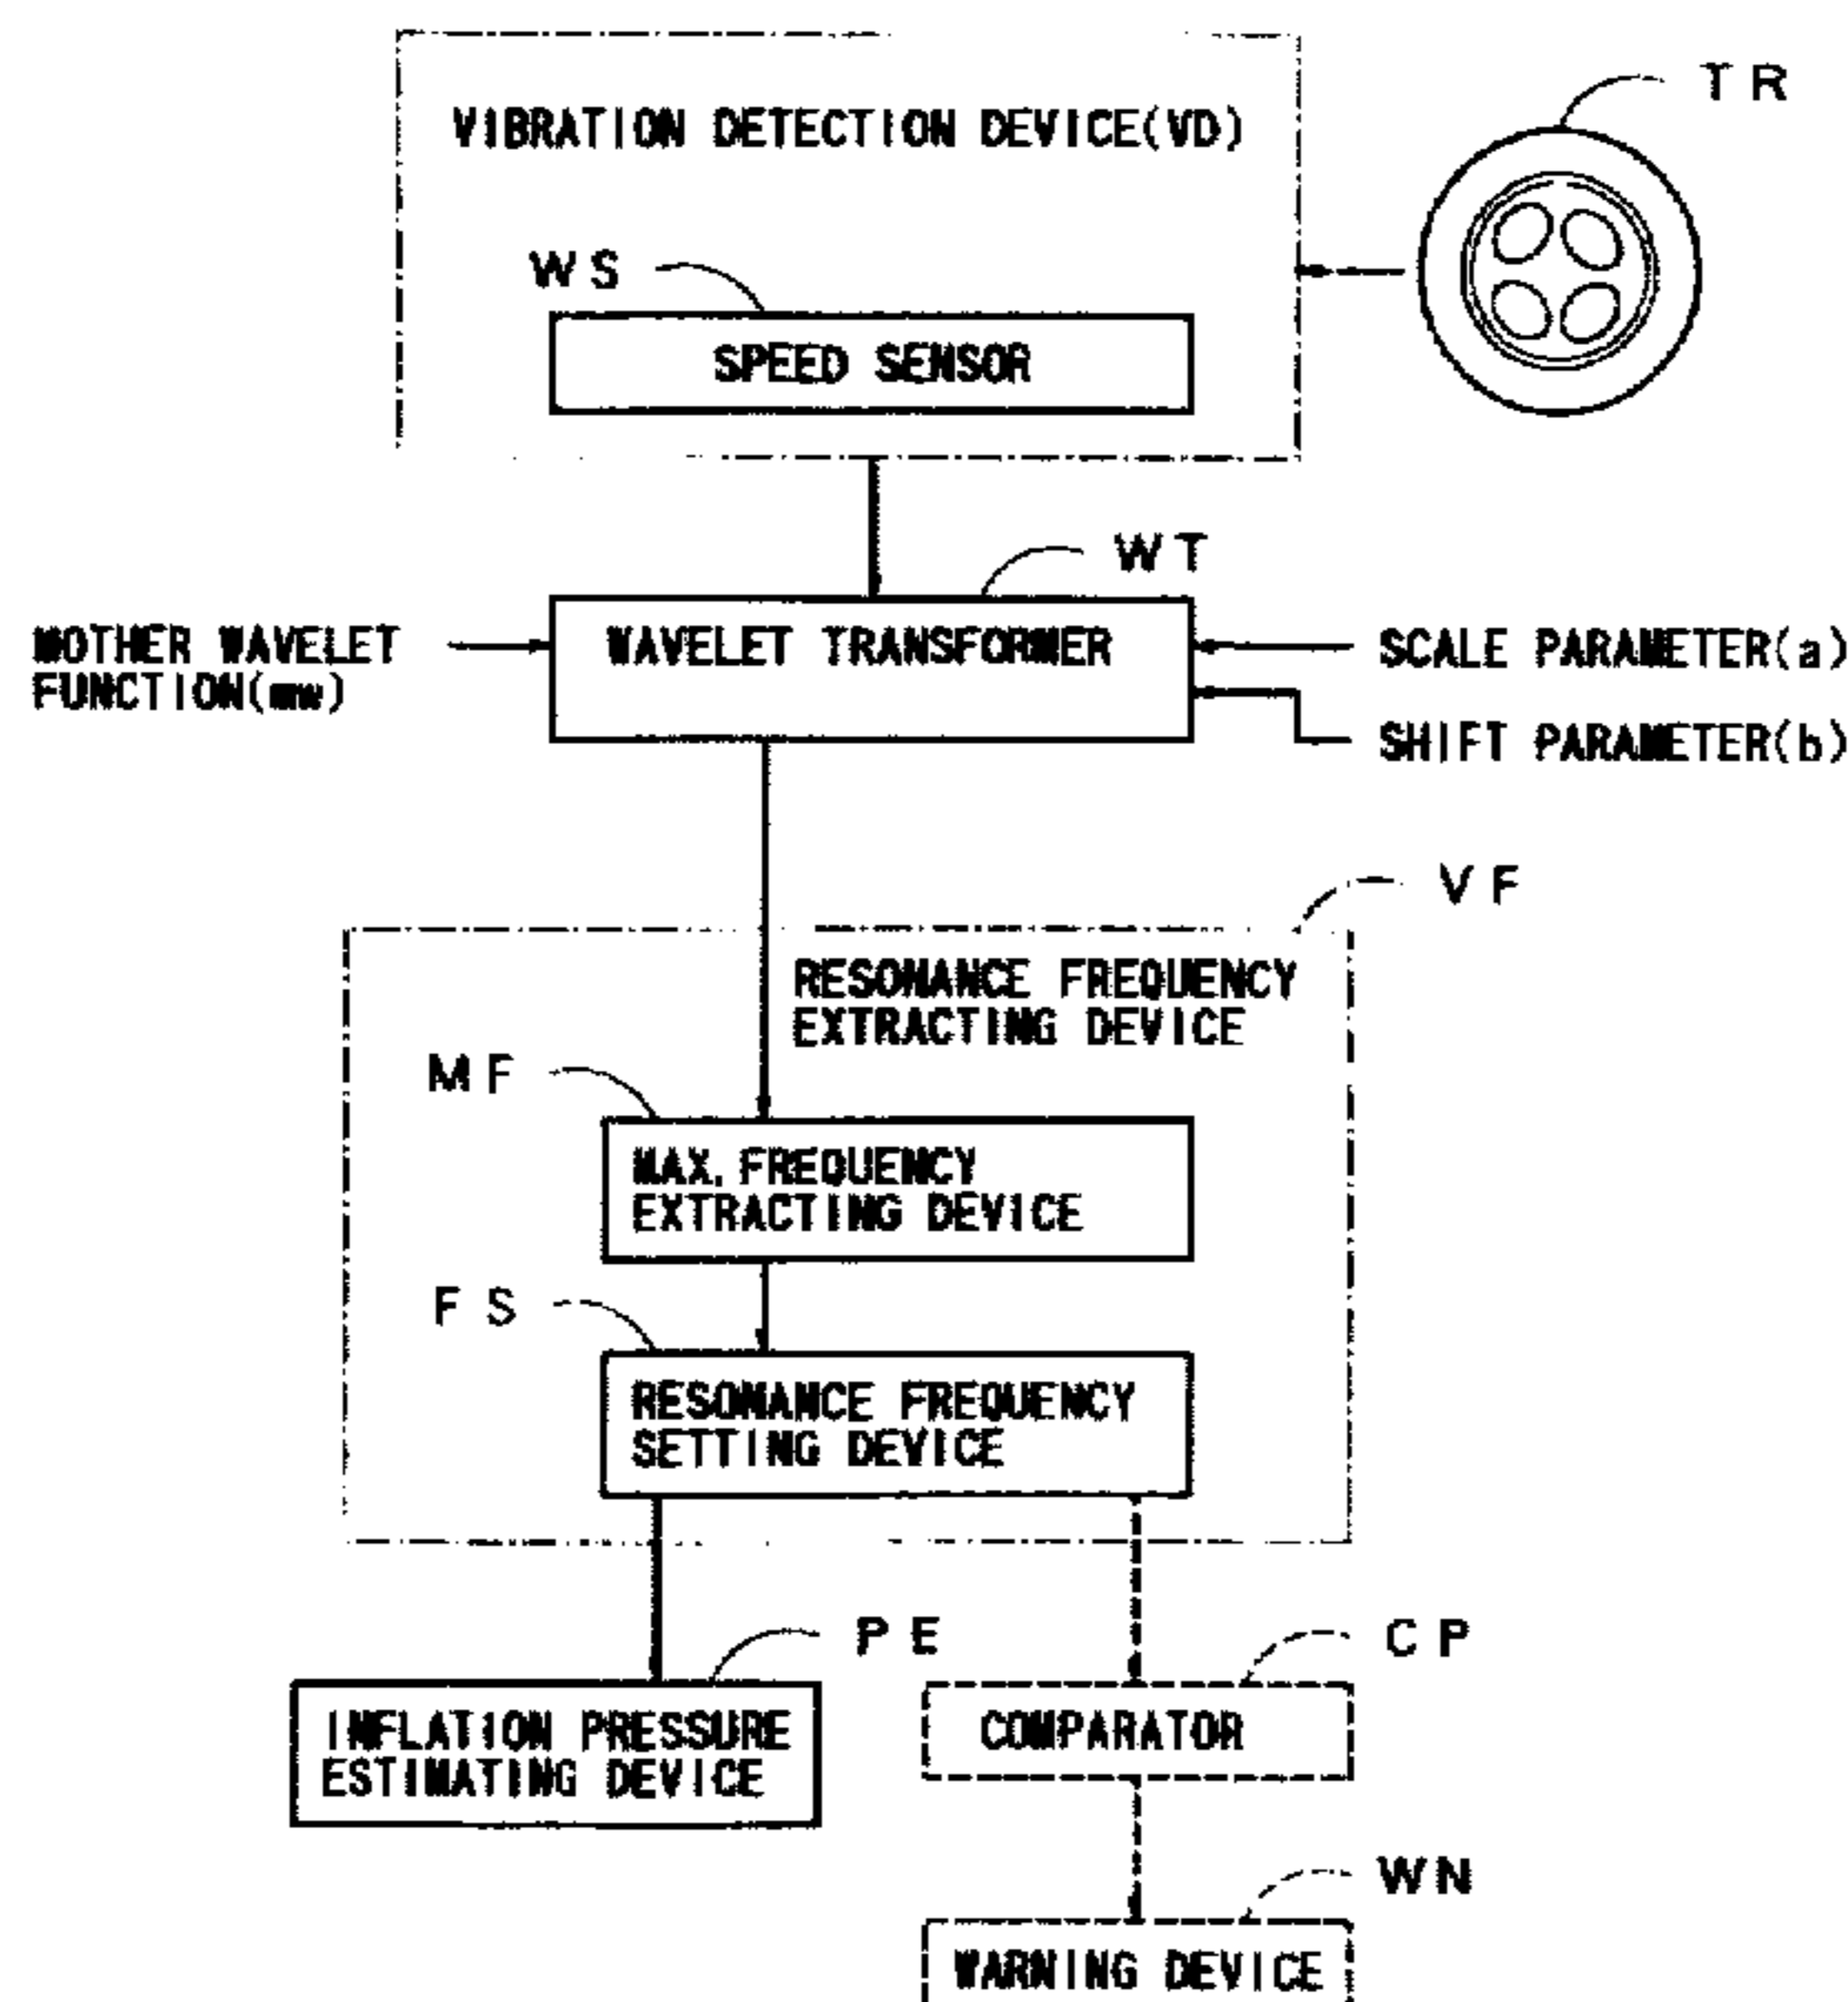 TR
VIBRATION DETECTION DEVICE(VD)
WS
SPEED SENSOR
WT
MOTHER WAVELET
FUNCTION(mw)
WAVELET TRANSFORMER
SCALE PARAMETER(a)
SHIFT PARAMETER(b)
VF
RESONANCE FREQUENCY
EXTRACTING DEVICE
MF
MAX.FREQUENCY
EXTRACTING DEVICE
FS
RESONANCE FREQUENCY
SETTING DEVICE
PE
CP
INFLATION PRESSURE
ESTIMATING DEVICE
COMPARATOR
WN
WARNING DEVICE